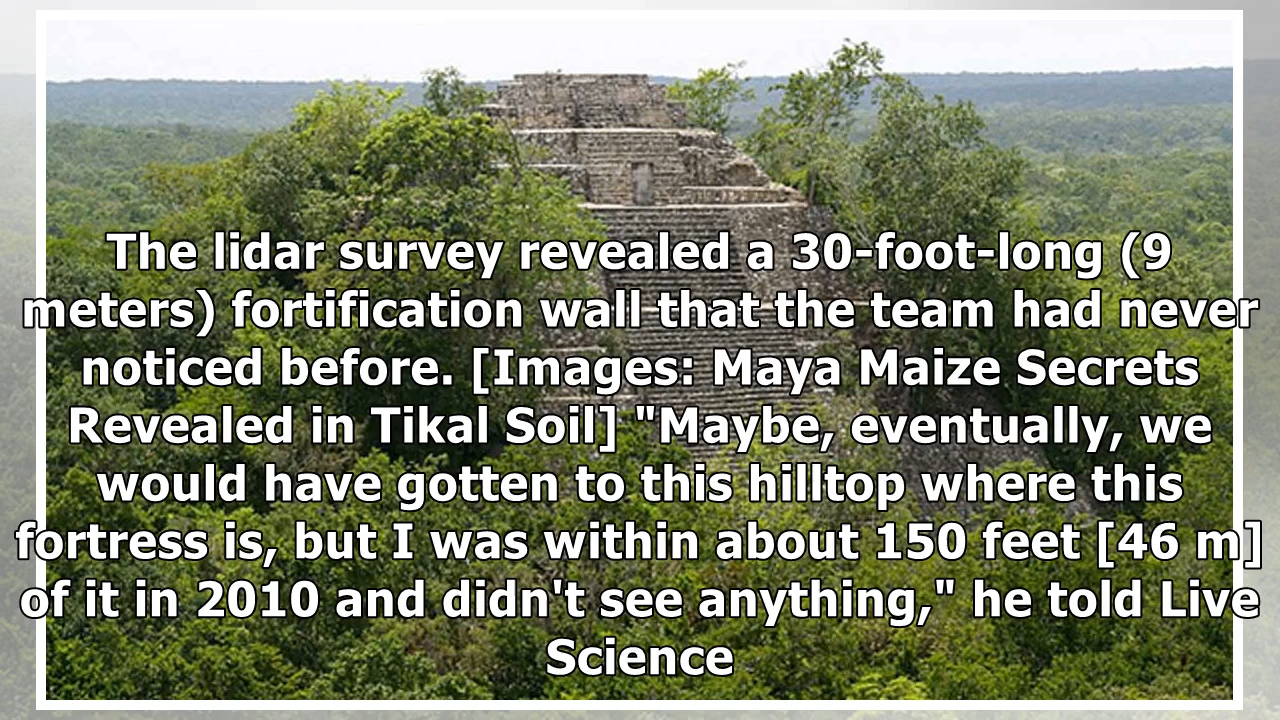 The lidar survey revealed a 30-foot-long (9
meters) fortification wall that the team had never
noticed before. [Images: Maya Maize Secrets
Revealed in Tikal Soil] "Maybe, eventually, we
would have gotten to this hilltop where this
fortress is, but I was within about 150 feet [46 m]
of it in 2010 and didn't see anything," he told Live
Science